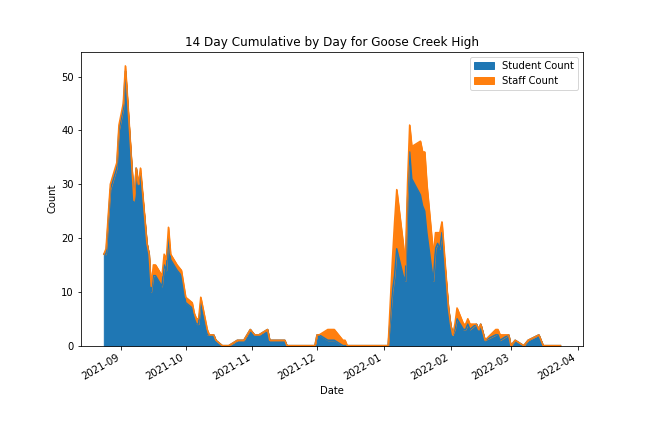 14 Day Cumulative by Day for Goose Creek High
Student Count
Staff Count
50
40
30
20
10
0
Count
2021-09
2021-10
2021-11
2021-12
2022-01
2022-02
2022-03
2022-04
Date